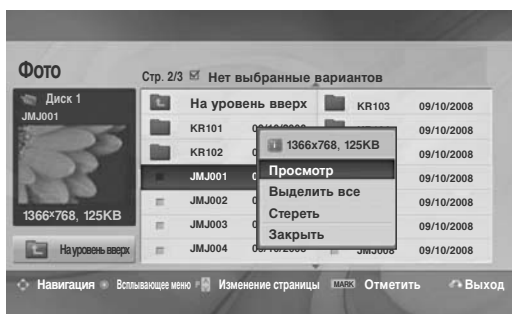 Фото
Стр. 2/3 Нет выбранные вариантов
Диск 1
JMJ001
1366x768, 125KB
На уровень вверх
На уровень вверх
KR101
KR102
JMJ001
JMJ002
JMJ003
JMJ004
KR103 09/10/2008
09/10/2008
09/10/2008
09/10/2008
09/10/2008
09/10/2008
JMJ008 09/10/2008
1366x768, 125KB
Просмотр
Выделить все
Стереть
Закрыть
Навигация Всплывающее меню P Изменение страницы MARK Отметить Выход